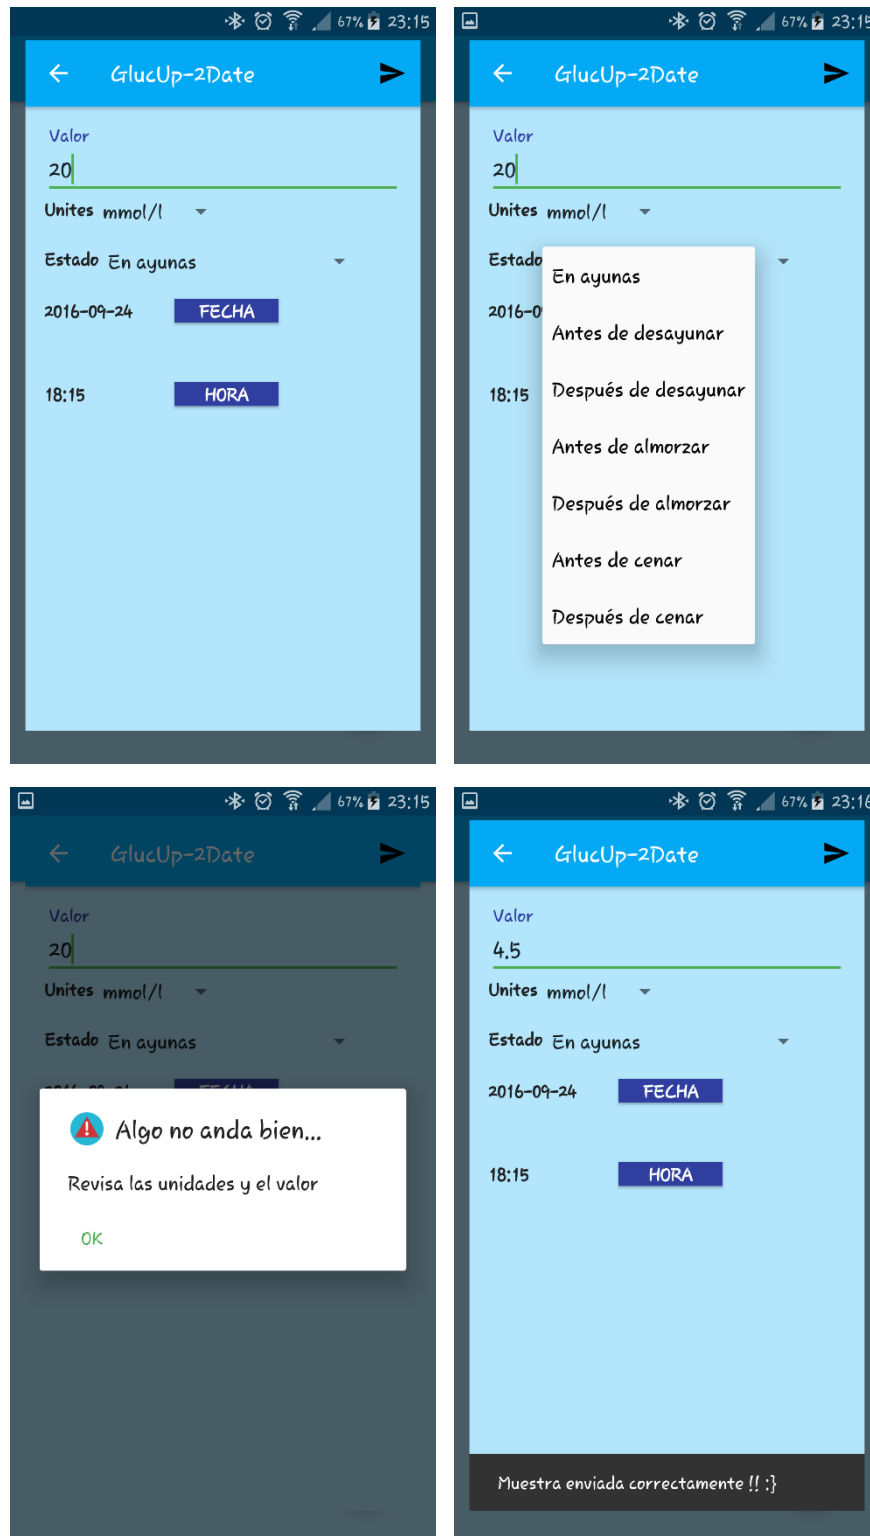 67% 23:15
GlucUp-2Date
Valor
20
Unites mmol/l
Estado En ayunas
2016-09-24 FECHA
18:15 HORA
67% 23:15
GlucUp-2Date
Valor
20
Unites mmol/l
Estado
En ayunas
2016-0
Antes de desayunar
18:15
Después de desayunar
Antes de almorzar
Después de almorzar
Antes de cenar
Después de cenar
67% 23:15
GlucUp-2Date
Valor
20
Unites mmol/l
Estado En ayunas
Algo no anda bien...
Revisa las unidades y el valor
OK
67% 23:16
GlucUp-2Date
Valor
4.5
Unites mmol/l
Estado En ayunas
2016-09-24 FECHA
18:15 HORA
Muestra enviada correctamente !! :}